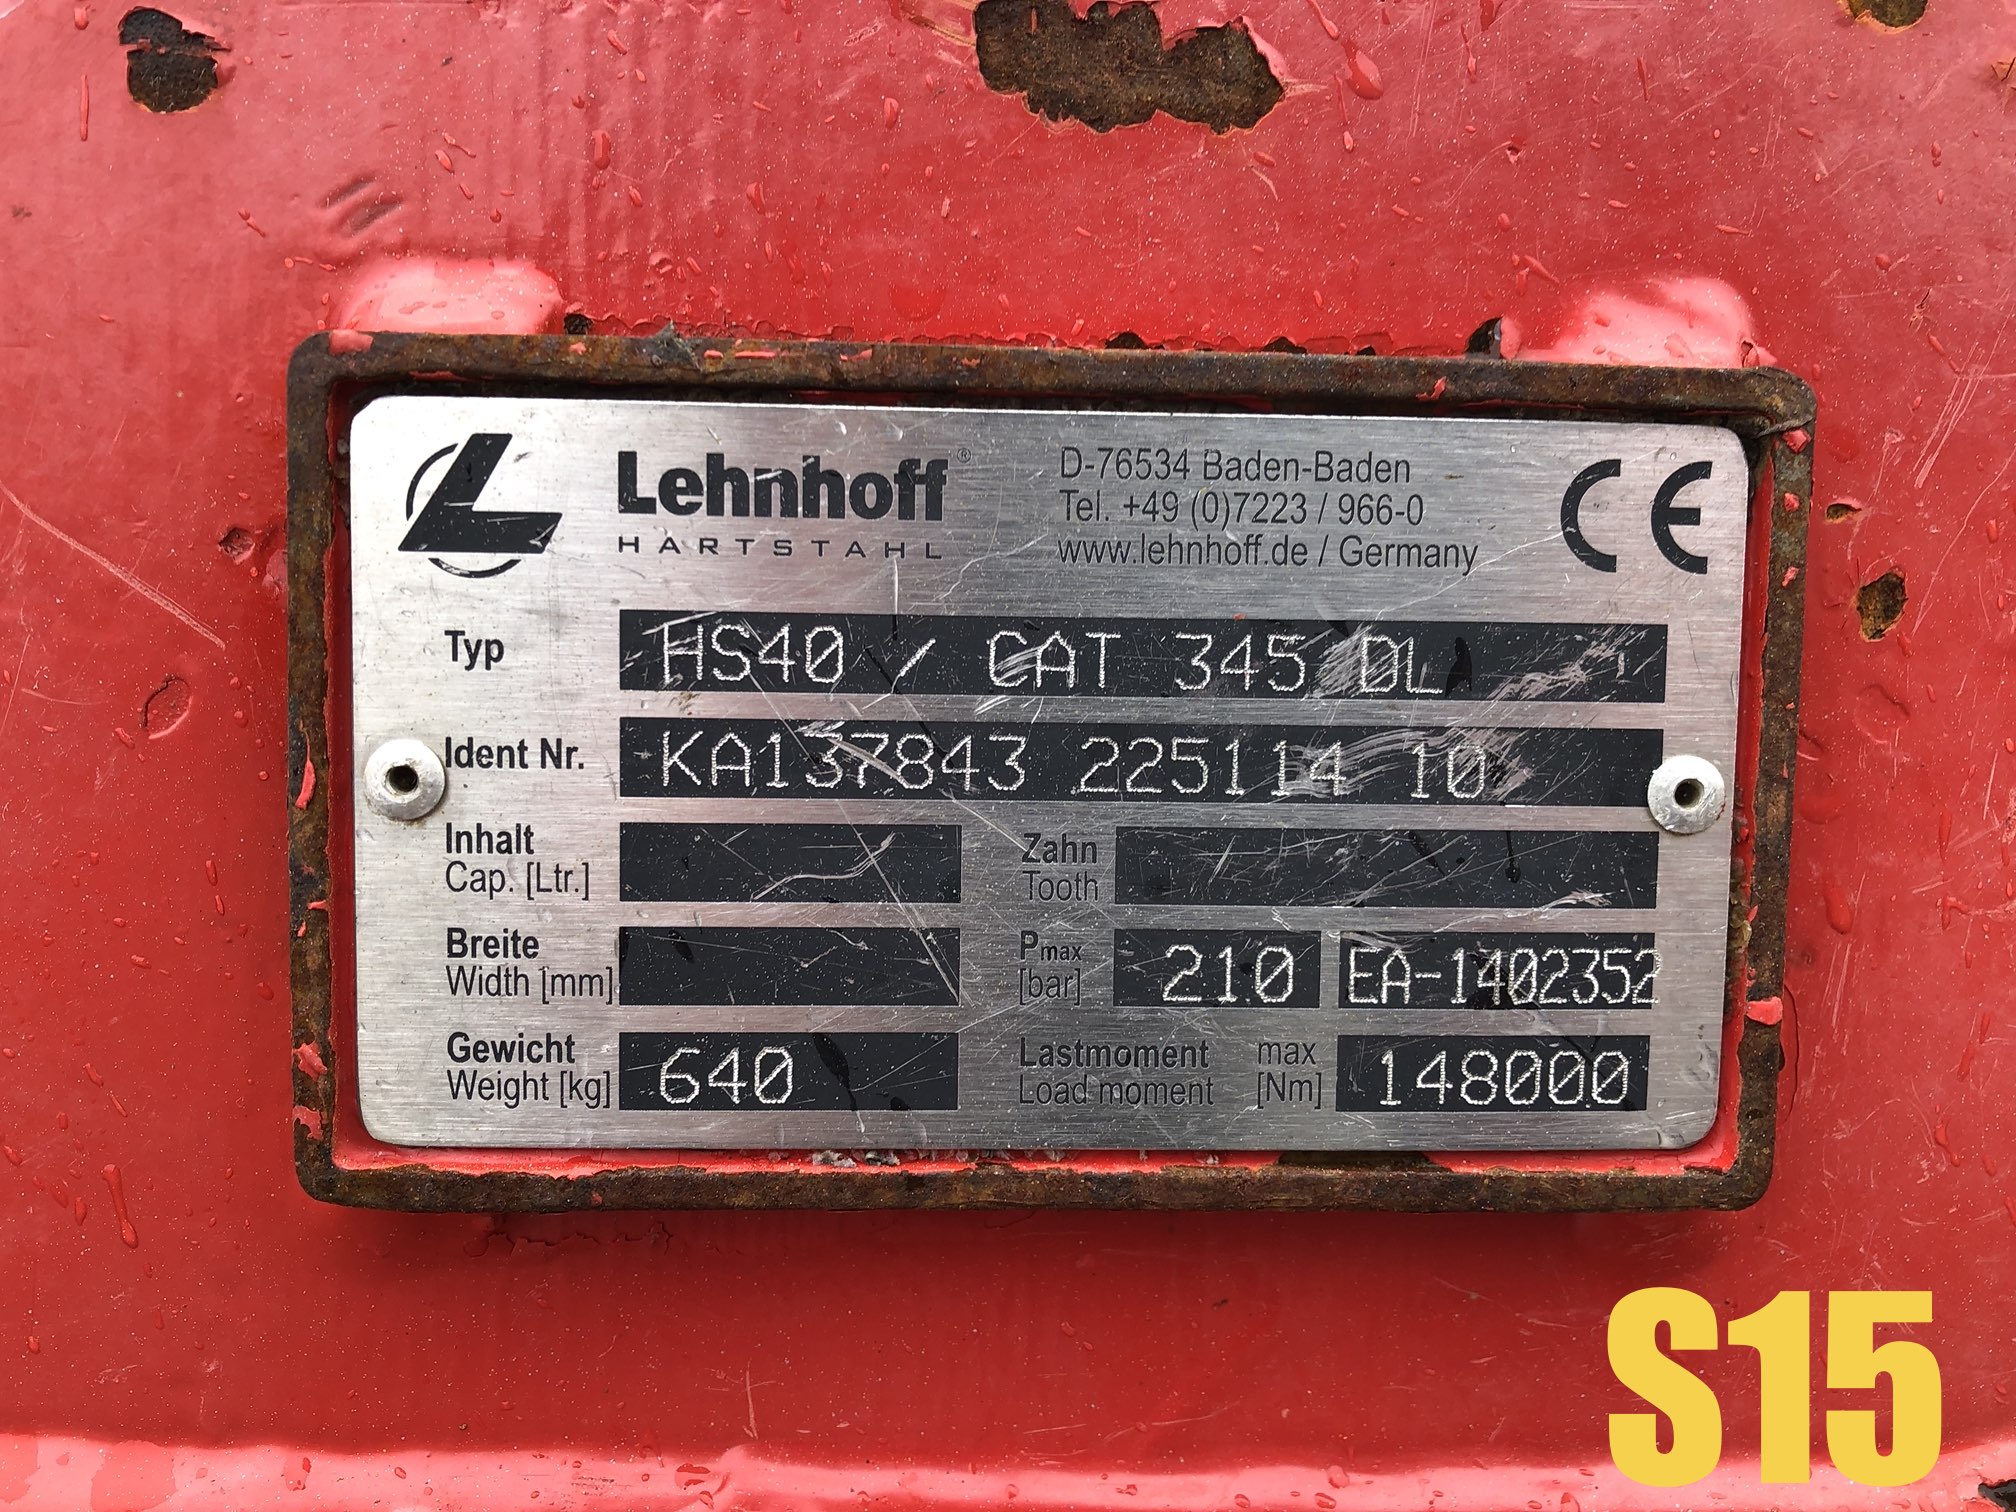 Lehnhoff®
HARTSTAHL
D-76534 Baden-Baden
Tel. +49 (0)7223 / 966-0
www.lehnhoff.de / Germany
CE
Typ HS40 / CAT 345 DL
Ident Nr. KA137843 225114 10
Inhalt
Cap. [Ltr.]
Zahn
Tooth
Breite
Width [mm]
Pmax
[bar]
210 EA-1402352
Gewicht
Weight [kg]
640
Lastmoment max
Load moment [Nm]
148000
S15